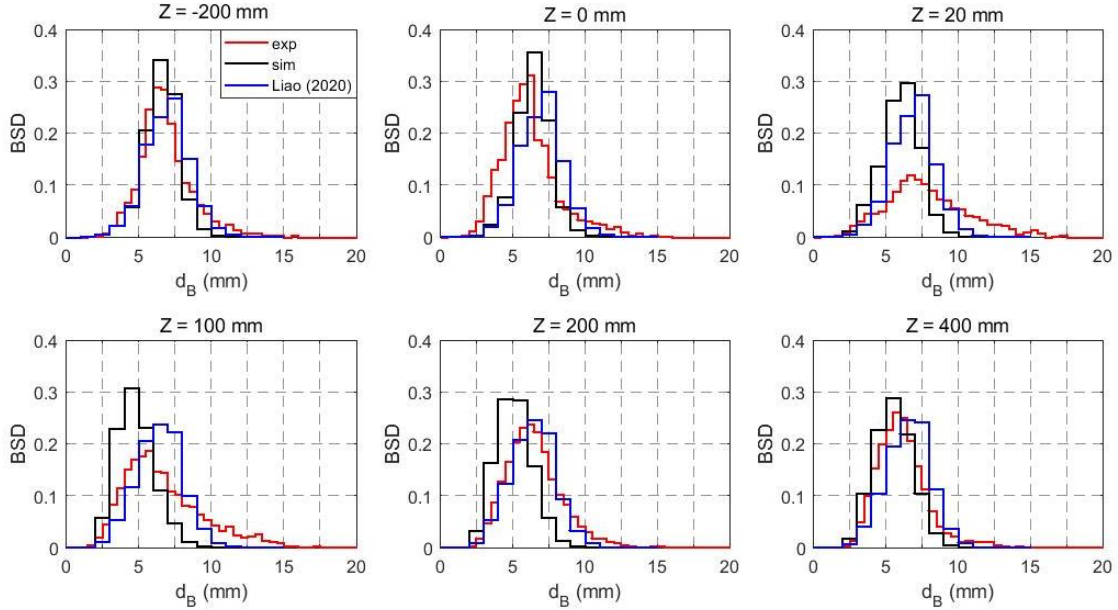 Z = -200 mm
Z = 0 mm
Z = 20 mm
0.4
0.3
0.2
0.1
0
BSD
exp
sim
Liao (2020)
0 5 10 15 20
d_B (mm)
0.4
0.3
0.2
0.1
0
BSD
0 5 10 15 20
d_B (mm)
0.4
0.3
0.2
0.1
0
BSD
0 5 10 15 20
d_B (mm)
Z = 100 mm
Z = 200 mm
Z = 400 mm
0.4
0.3
0.2
0.1
0
BSD
0 5 10 15 20
d_B (mm)
0.4
0.3
0.2
0.1
0
BSD
0 5 10 15 20
d_B (mm)
0.4
0.3
0.2
0.1
0
BSD
0 5 10 15 20
d_B (mm)